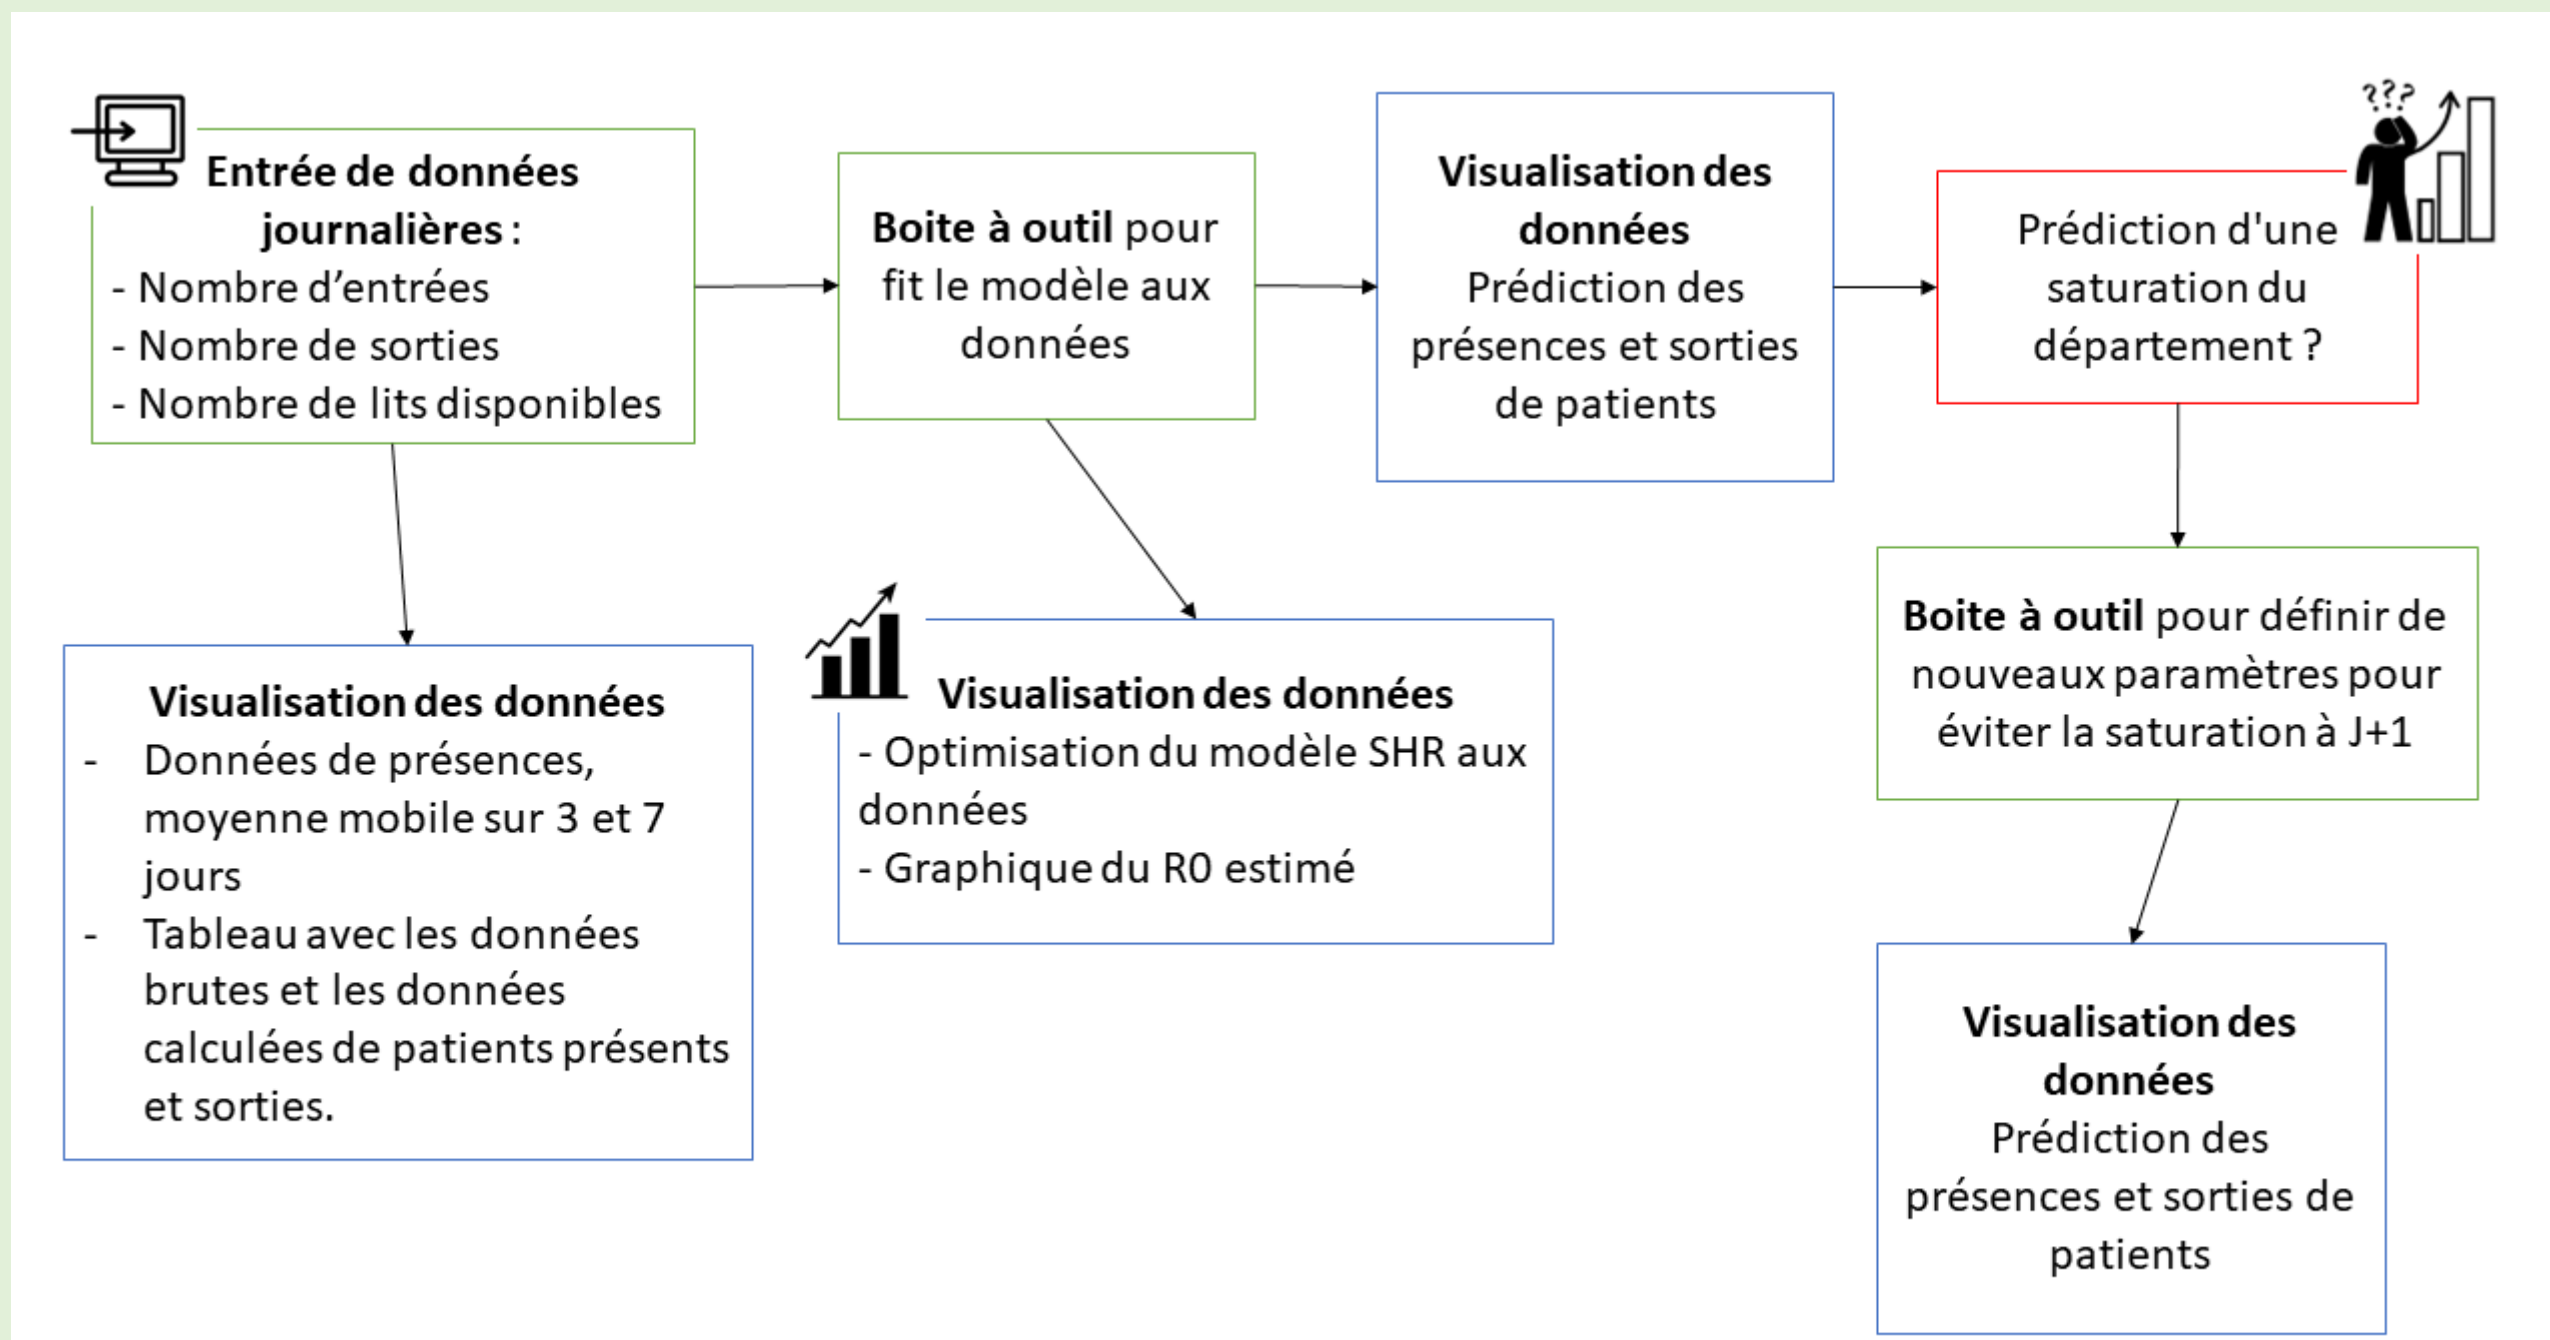 Entrée de données
journalières :
- Nombre d’entrées
- Nombre de sorties
- Nombre de lits disponibles
Boite à outil pour
fit le modèle aux
données
Visualisation des
données
Prédiction des
présences et sorties
de patients
???
Prédiction d'une
saturation du
département ?
Visualisation des données
- Données de présences,
moyenne mobile sur 3 et 7
jours
- Tableau avec les données
brutes et les données
calculées de patients présents
et sorties.
Visualisation des données
- Optimisation du modèle SHR aux
données
- Graphique du R0 estimé
Boite à outil pour définir de
nouveaux paramètres pour
éviter la saturation à J+1
Visualisation des
données
Prédiction des
présences et sorties de
patients